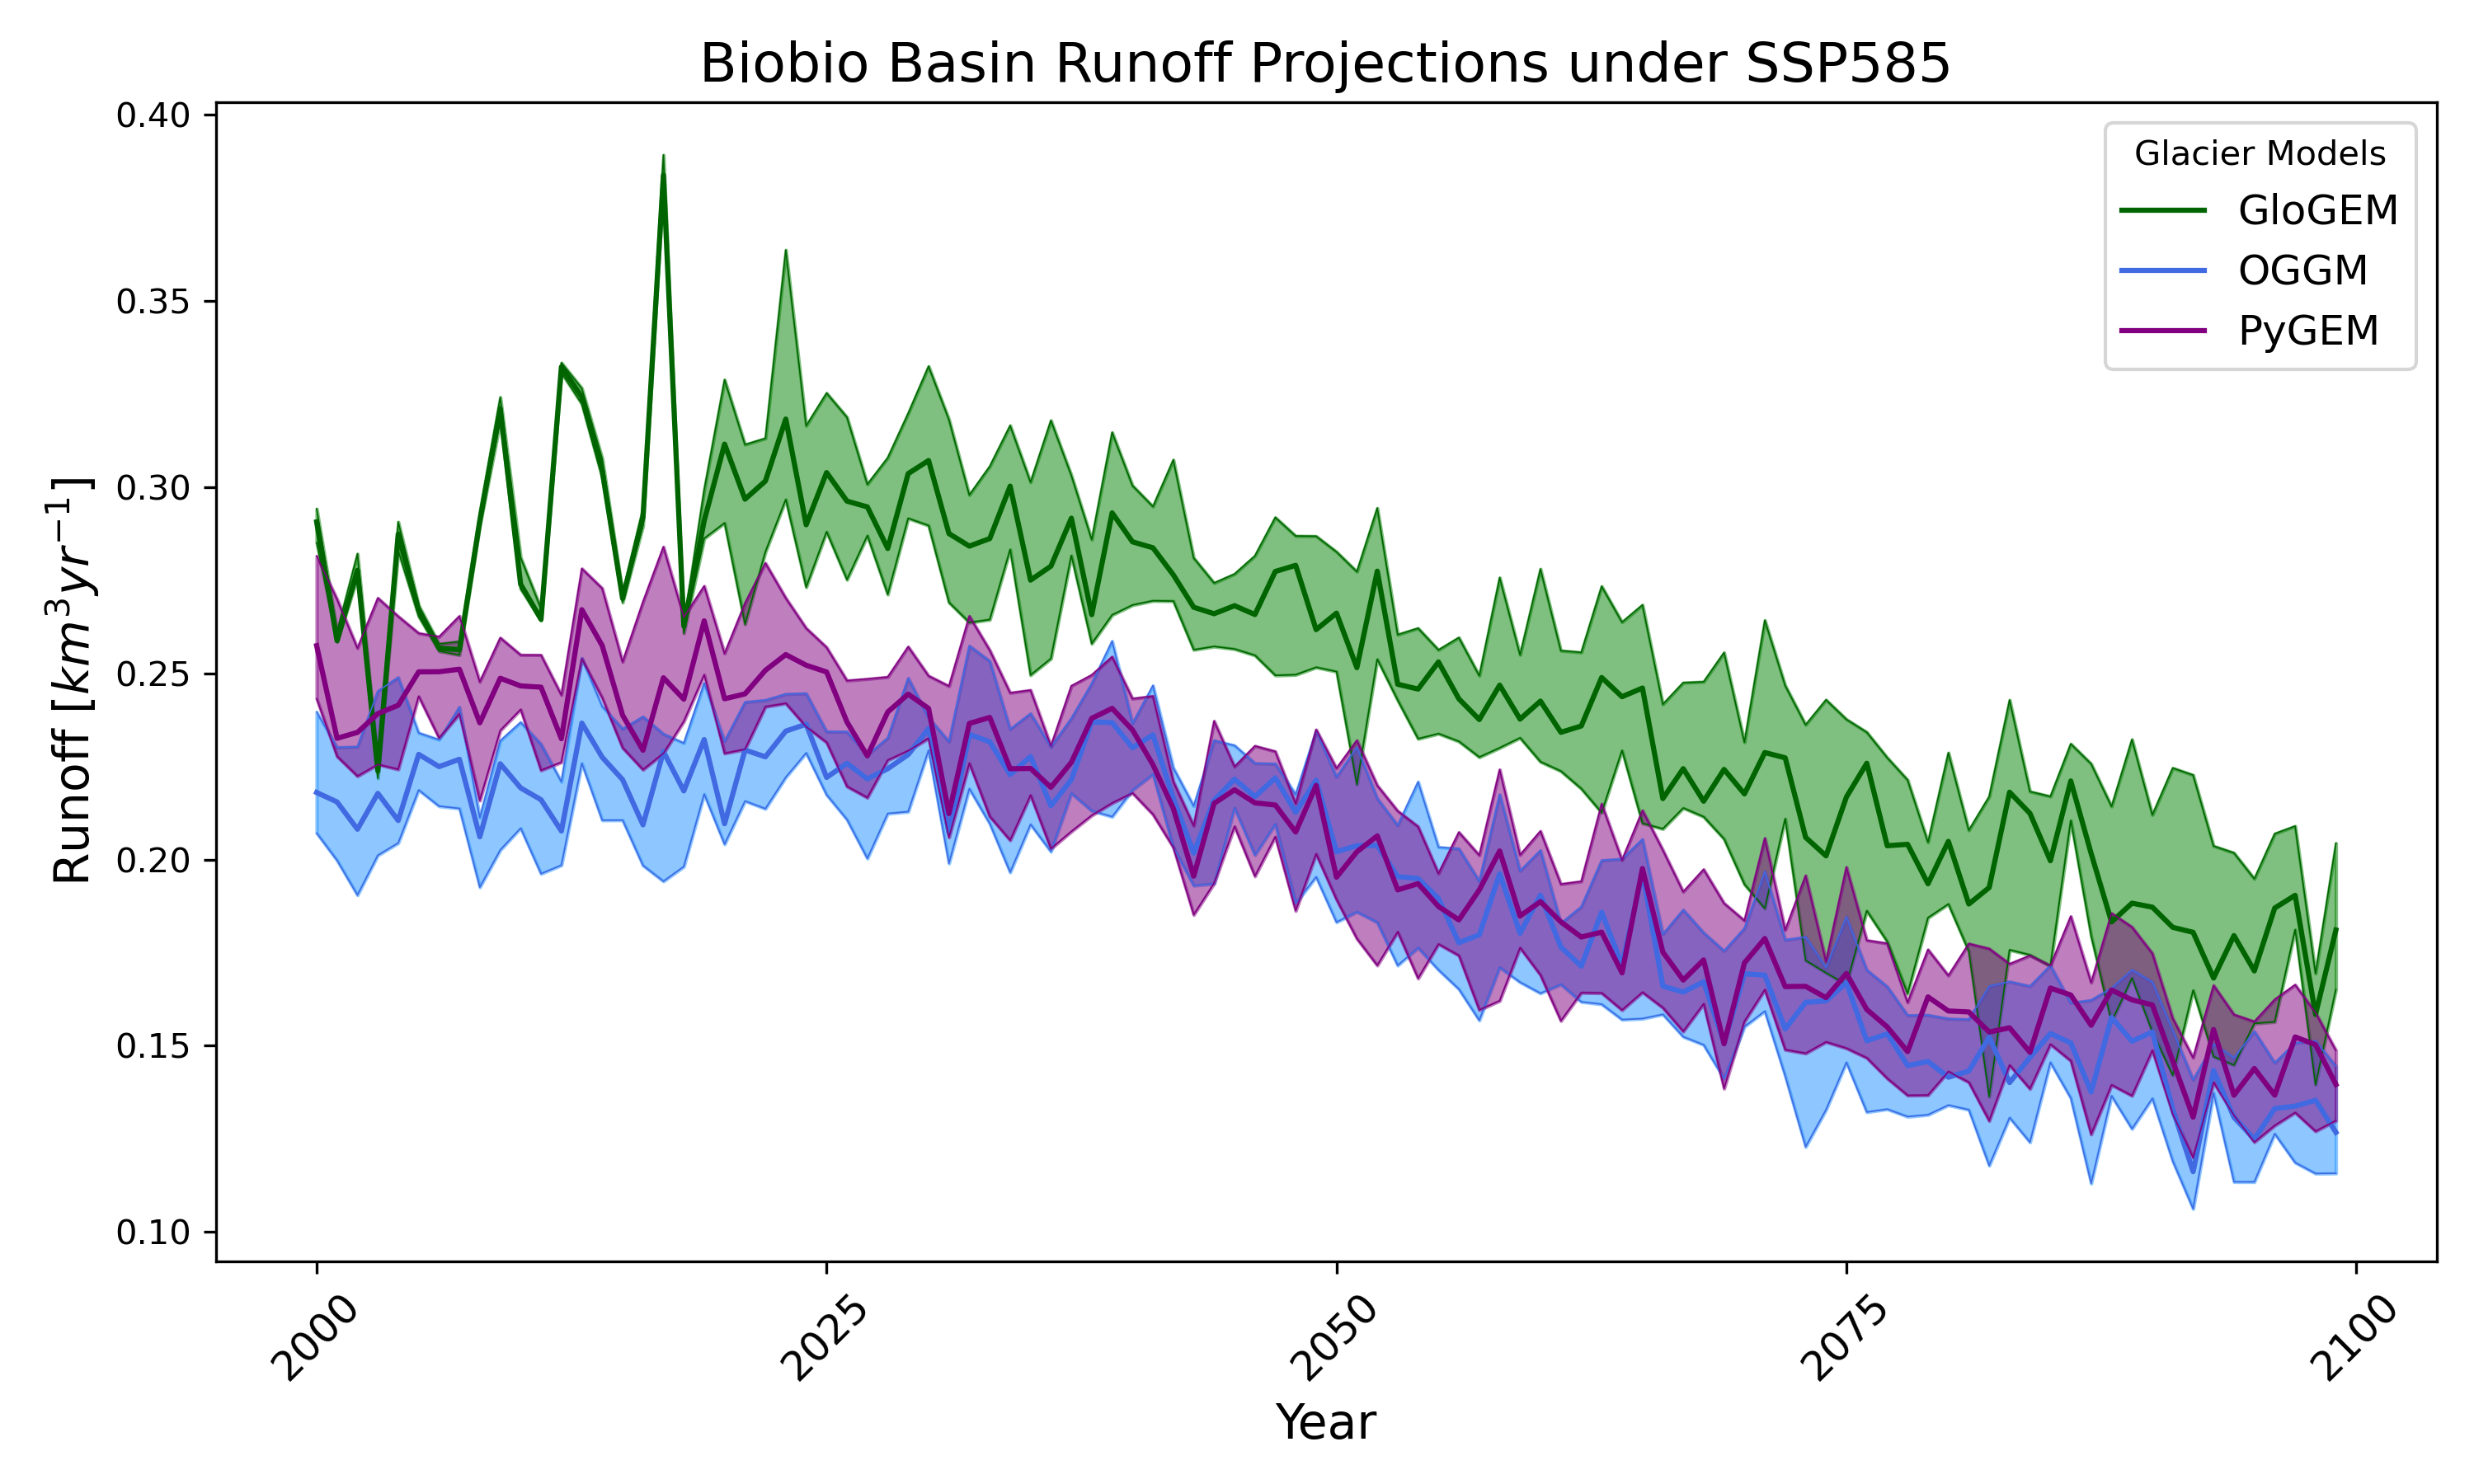 Biobio Basin Runoff Projections under SSP585
Runoff [km³yr⁻¹]
0.40
0.35
0.30
0.25
0.20
0.15
0.10
Glacier Models
GloGEM
OGGM
PyGEM
2000
2025
2050
2075
2100
Year